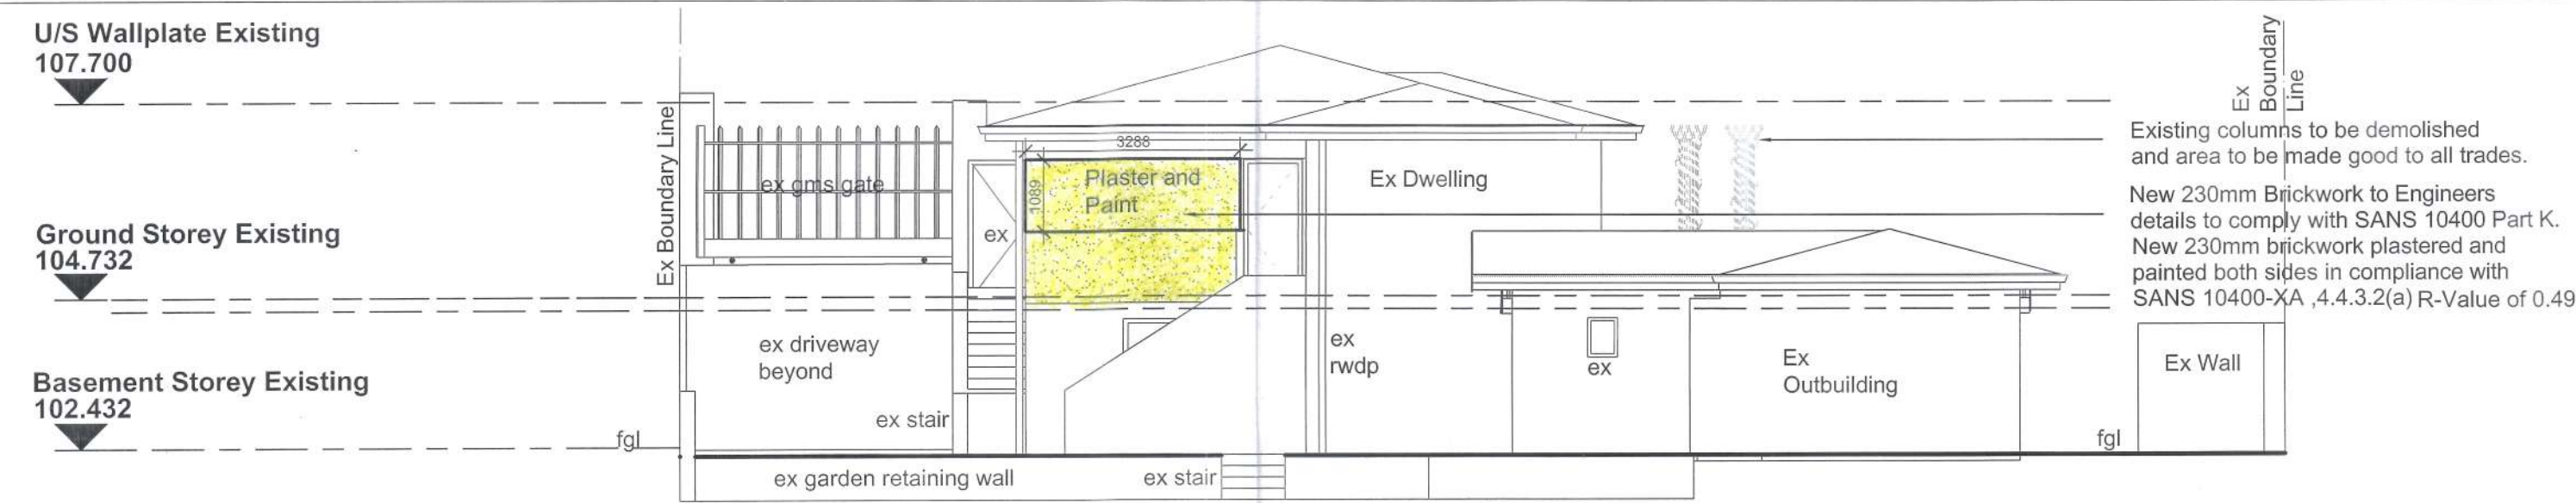 U/S Wallplate Existing
107.700
Ground Storey Existing
104.732
Basement Storey Existing
102.432
fgl
Ex Boundary Line
ex gms gate
ex driveway
beyond
ex stair
ex garden retaining wall
ex stair
ex
3288
10
89
Plaster and
Paint
Ex Dwelling
ex
rwdp
ex
Ex
Outbuilding
fgl
Ex Wall
Ex
Boundary
Line
Existing columns to be demolished
and area to be made good to all trades.
New 230mm Brickwork to Engineers
details to comply with SANS 10400 Part K.
New 230mm brickwork plastered and
painted both sides in compliance with
SANS 10400-XA ,4.4.3.2(a) R-Value of 0.49